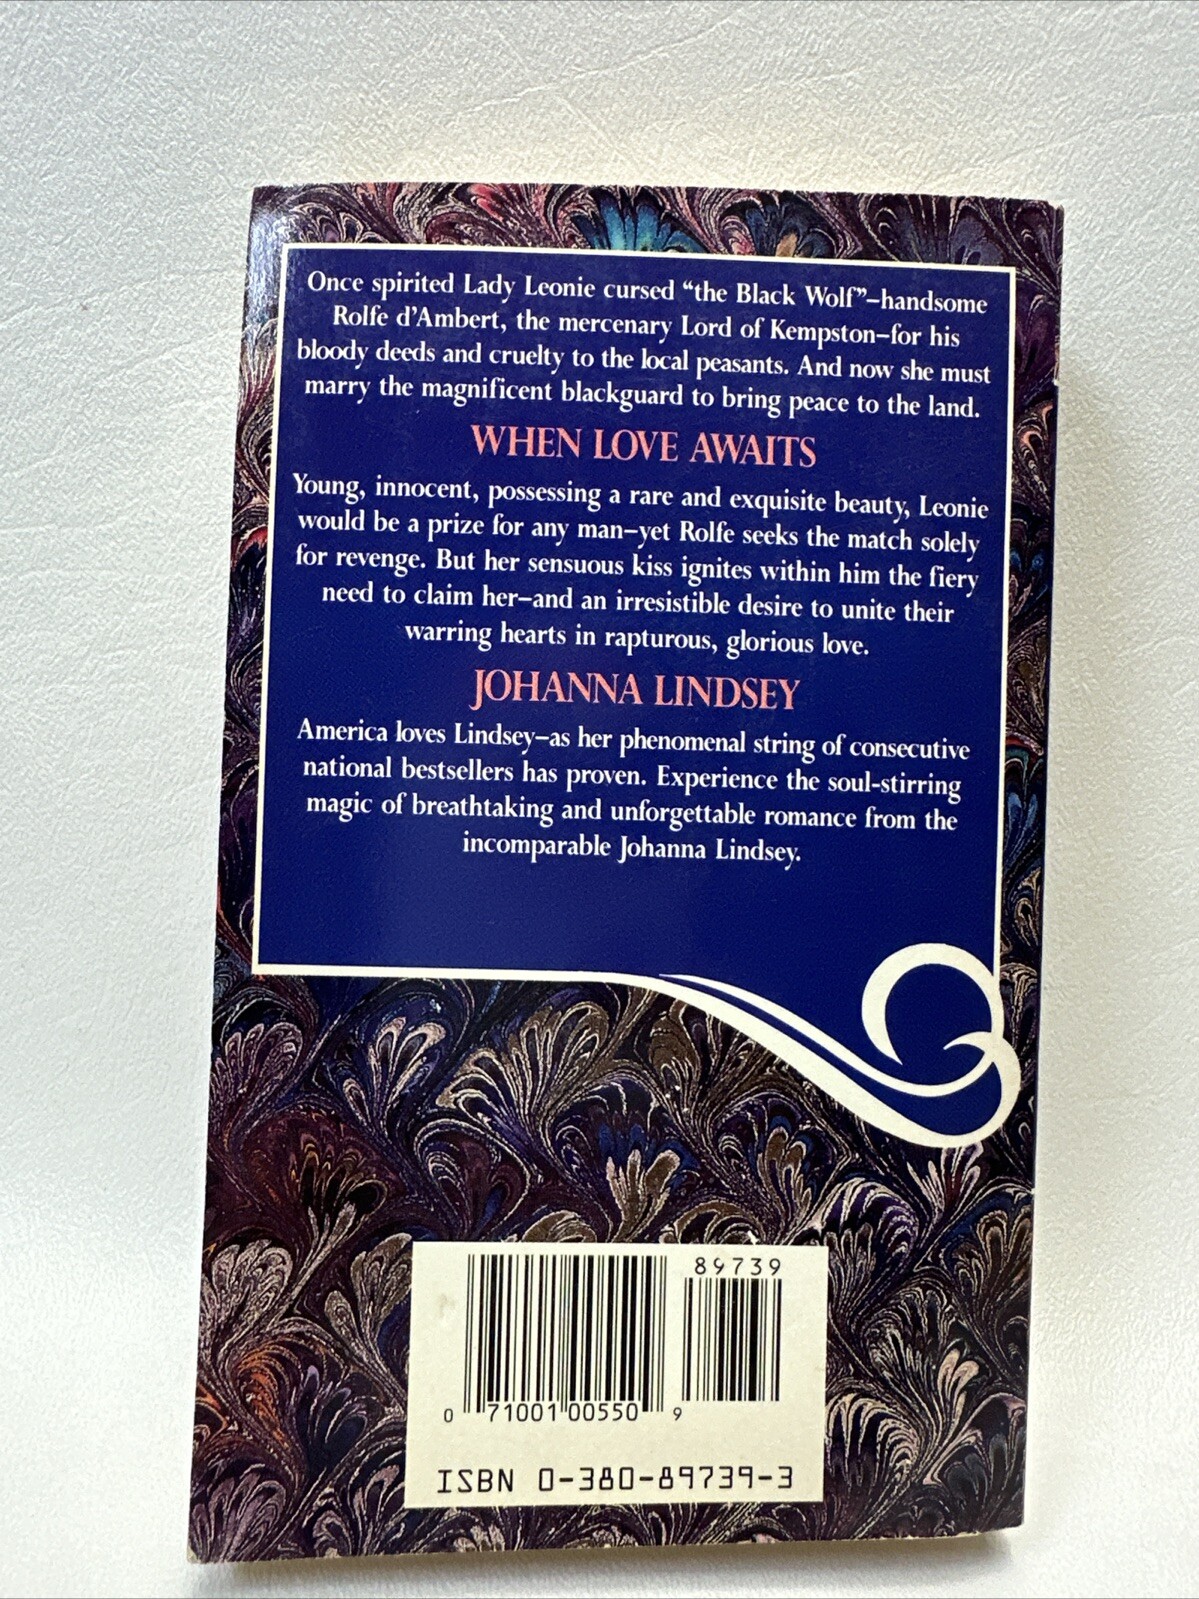 Once spirited Lady Leonie cursed “the Black Wolf”–handsome
Rolfe d’Ambert, the mercenary Lord of Kempston–for his
bloody deeds and cruelty to the local peasants. And now she must
marry the magnificent blackguard to bring peace to the land.
WHEN LOVE AWAITS
Young, innocent, possessing a rare and exquisite beauty, Leonie
would be a prize for any man–yet Rolfe seeks the match solely
for revenge. But her sensuous kiss ignites within him the fiery
need to claim her–and an irresistible desire to unite their
warring hearts in rapturous, glorious love.
JOHANNA LINDSEY
America loves Lindsey–as her phenomenal string of consecutive
national bestsellers has proven. Experience the soul-stirring
magic of breathtaking and unforgettable romance from the
incomparable Johanna Lindsey.
89739
0 71001 00550 9
ISBN 0-380-89739-3